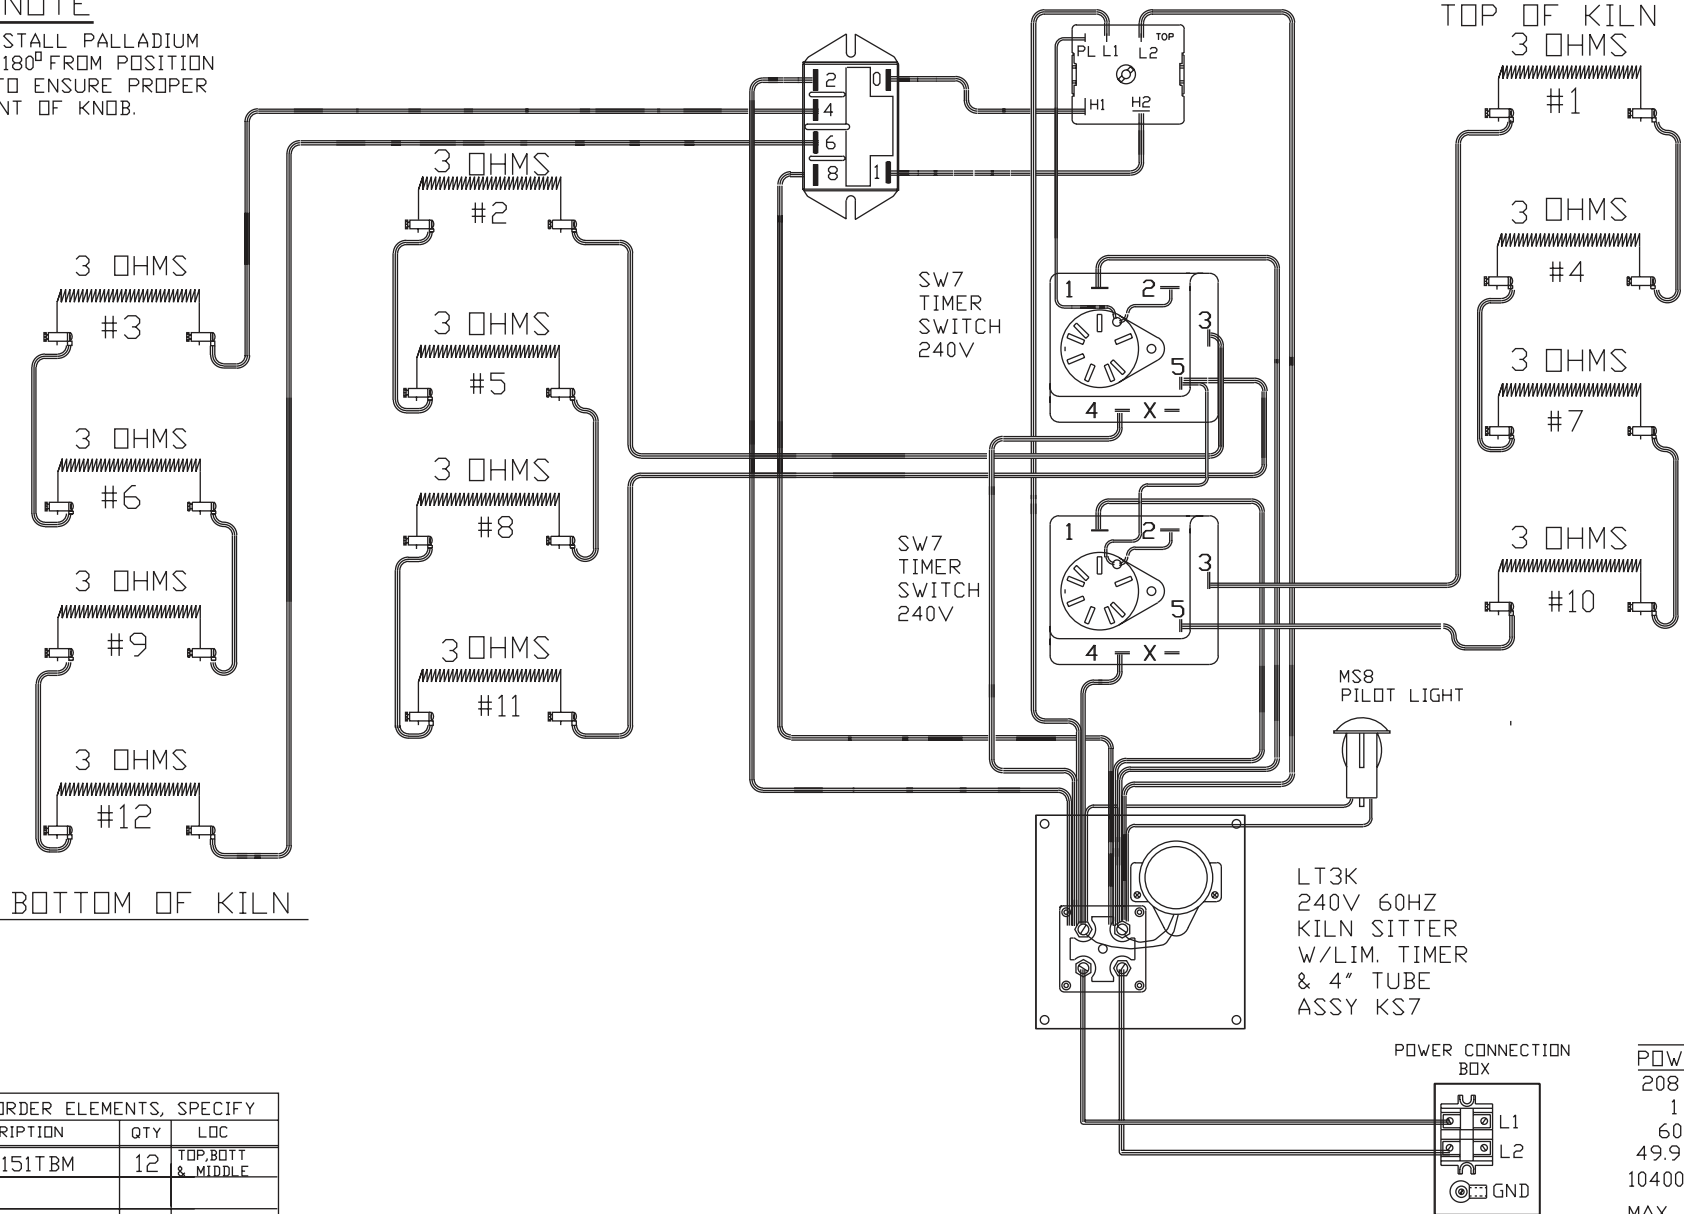 NOTE
STALL PALLADIUM
180° FROM POSITION
TO ENSURE PROPER
NT OF KNOB.
TOP OF KILN
3 OHMS
#1
3 OHMS
#4
3 OHMS
#7
3 OHMS
#10
3 OHMS
#2
3 OHMS
#5
3 OHMS
#8
3 OHMS
#11
3 OHMS
#3
3 OHMS
#6
3 OHMS
#9
3 OHMS
#12
BOTTOM OF KILN
2 0
4
6
8 1
PL L1 L2 TOP
H1 H2
SW7
TIMER
SWITCH
240V
1 2
3
5
4 X
SW7
TIMER
SWITCH
240V
1 2
3
5
4 X
MS8
PILOT LIGHT
LT3K
240V 60HZ
KILN SITTER
W/LIM. TIMER
& 4" TUBE
ASSY KS7
POWER CONNECTION
BOX
L1
L2
GND
POW
208
1
60
49.9
10400
MAX
ORDER ELEMENTS, SPECIFY
RIPTION QTY LOC
151TBM 12 TOP,BOTT
& MIDDLE